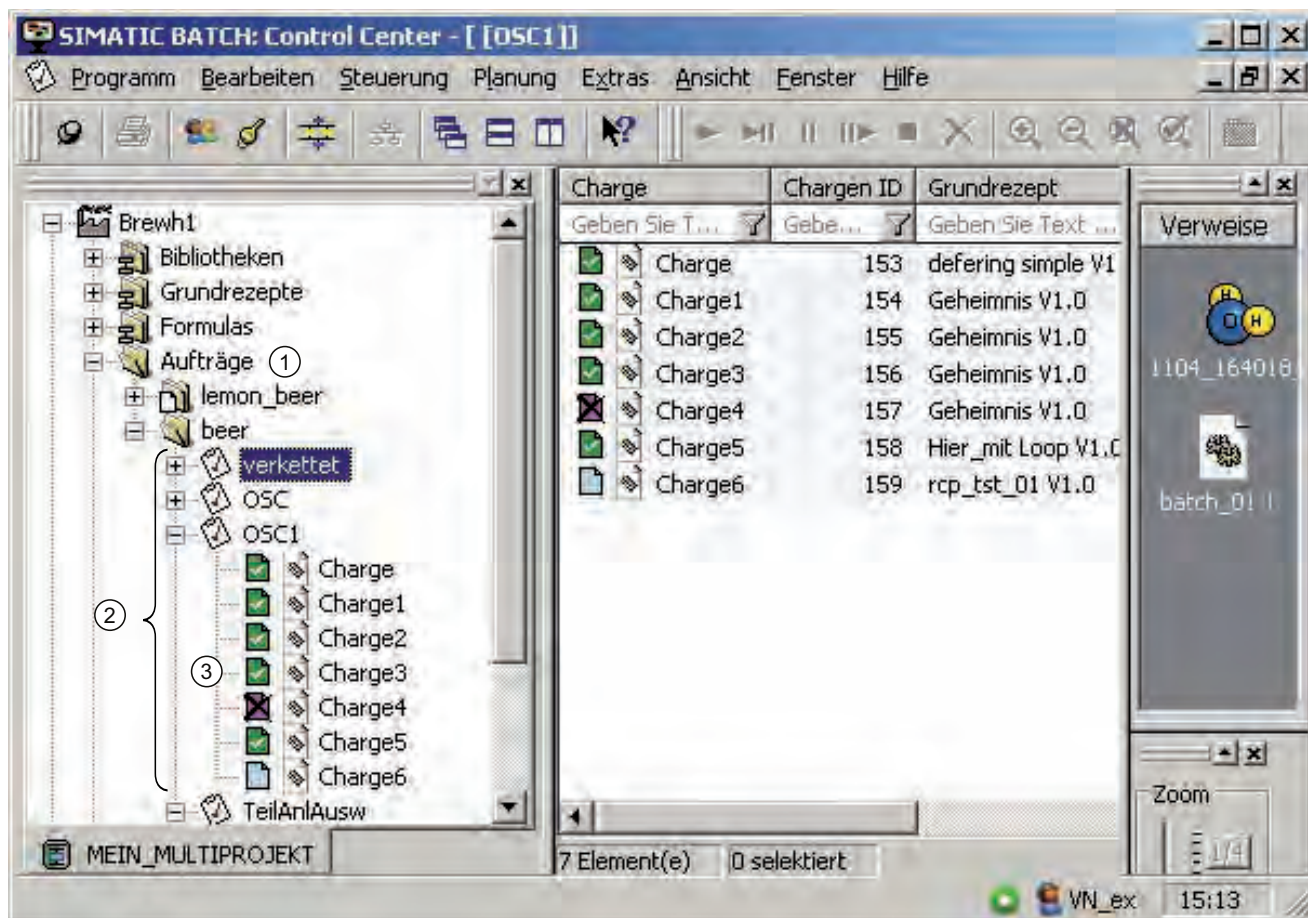 SIMATIC BATCH: Control Center - [ [OSC1]]
Programm Bearbeiten Steuerung Planung Extras Ansicht Fenster Hilfe
Brewh1
Bibliotheken
Grundrezepte
Formulas
Aufträge ①
lemon_beer
beer
verkettet
OSC
OSC1
Charge
Charge1
②
Charge2
③ Charge3
Charge4
Charge5
Charge6
TeilAnlAusw
MEIN_MULTIPROJEKT
Charge Chargen ID Grundrezept
Geben Sie T... Gebe... Geben Sie Text ...
Charge 153 defering simple V1
Charge1 154 Geheimnis V1.0
Charge2 155 Geheimnis V1.0
Charge3 156 Geheimnis V1.0
Charge4 157 Geheimnis V1.0
Charge5 158 Hier_mit Loop V1.0
Charge6 159 rcp_tst_01 V1.0
7 Element(e) 0 selektiert
Verweise
H
O H
1104_164018
batch_01
Zoom
1/4
VN_ex 15:13